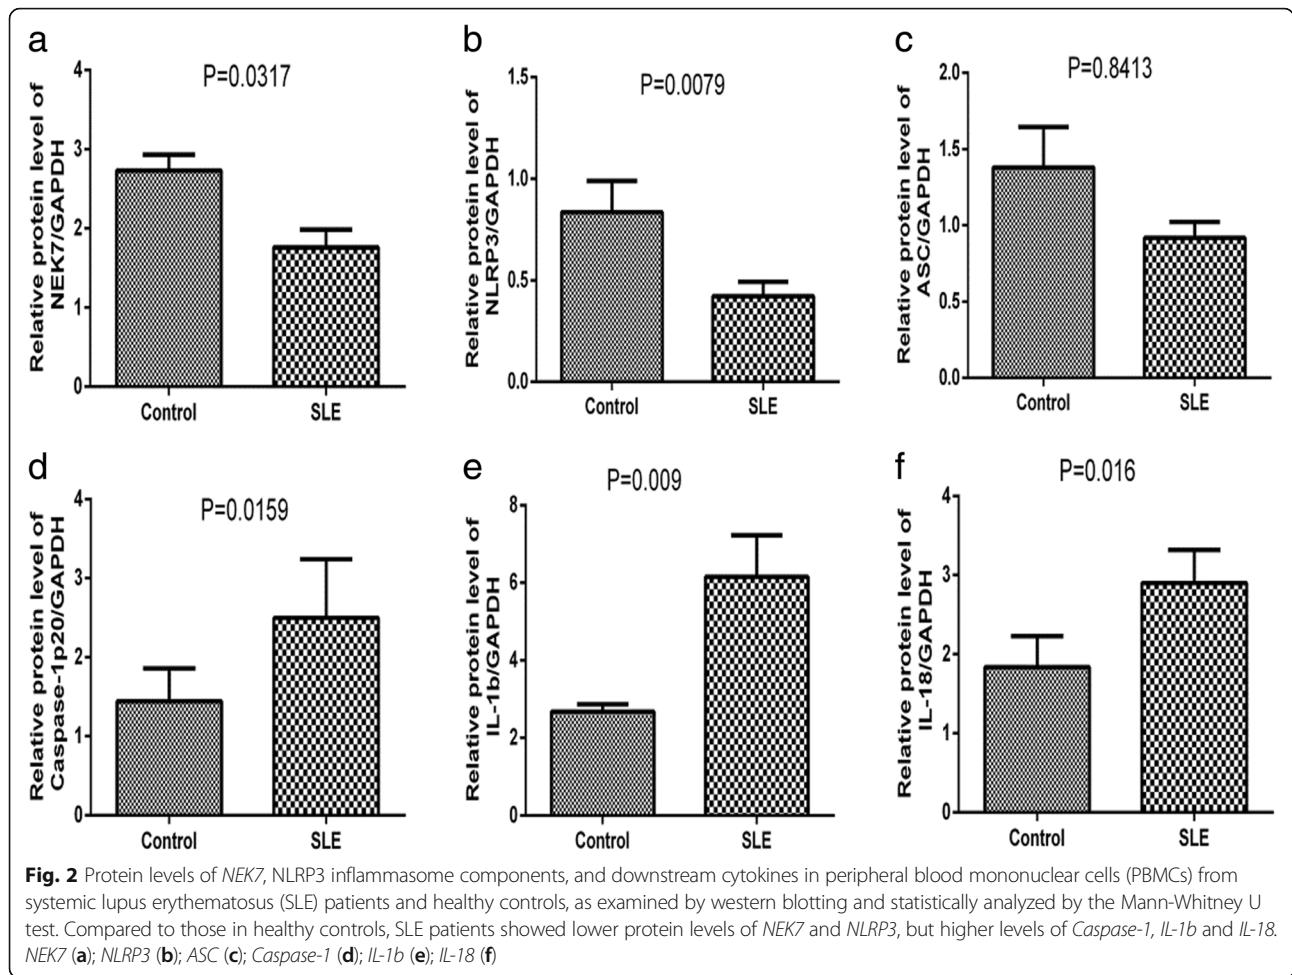 a
P=0.0317
Relative protein level of
NEK7/GAPDH
4
3
2
1
0
Control SLE
b
P=0.0079
Relative protein level of
NLRP3/GAPDH
1.5
1.0
0.5
0.0
Control SLE
c
P=0.8413
Relative protein level of
ASC/GAPDH
2.0
1.5
1.0
0.5
0.0
Control SLE
d
P=0.0159
Relative protein level of
Caspase-1p20/GAPDH
4
3
2
1
0
Control SLE
e
P=0.009
Relative protein level of
IL-1b/GAPDH
8
6
4
2
0
Control SLE
f
P=0.016
Relative protein level of
IL-18/GAPDH
4
3
2
1
0
Control SLE
Fig. 2 Protein levels of NEK7, NLRP3 inflammasome components, and downstream cytokines in peripheral blood mononuclear cells (PBMCs) from
systemic lupus erythematosus (SLE) patients and healthy controls, as examined by western blotting and statistically analyzed by the Mann-Whitney U
test. Compared to those in healthy controls, SLE patients showed lower protein levels of NEK7 and NLRP3, but higher levels of Caspase-1, IL-1b and IL-18.
NEK7 (a); NLRP3 (b); ASC (c); Caspase-1 (d); IL-1b (e); IL-18 (f)